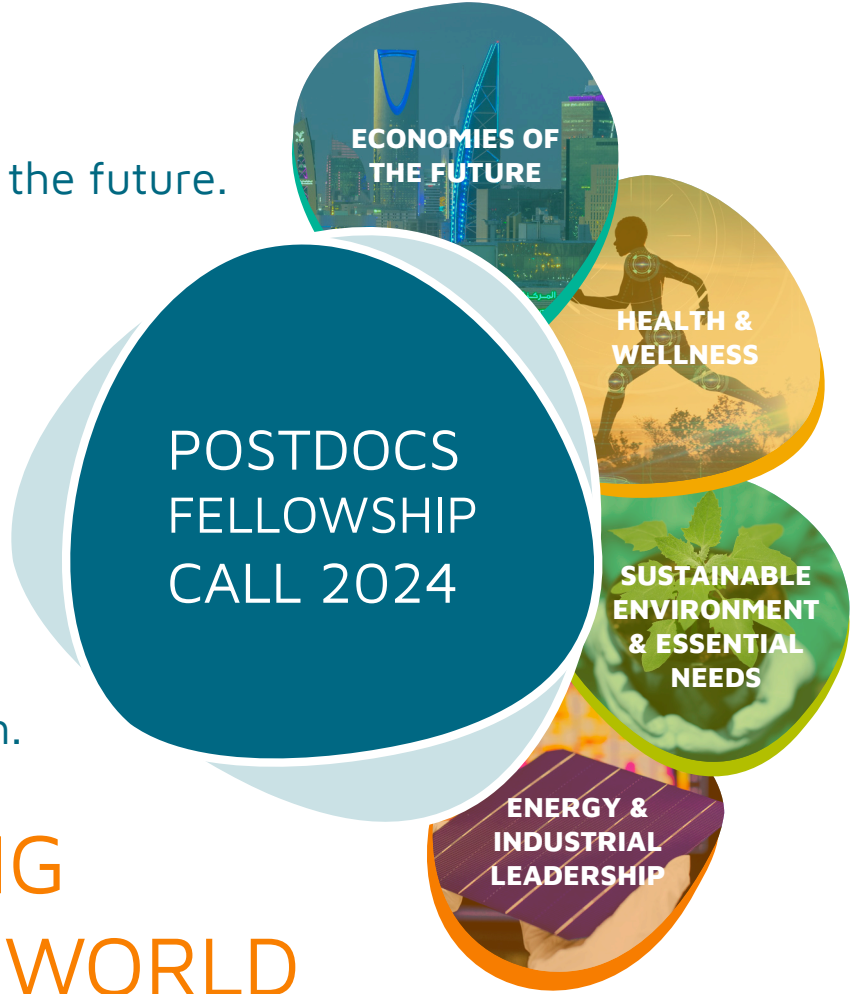 ECONOMIES OF
THE FUTURE
the future.
المركز
HEALTH &
WELLNESS
POSTDOCS
FELLOWSHIP
CALL 2024
SUSTAINABLE
ENVIRONMENT
& ESSENTIAL
NEEDS
ENERGY &
INDUSTRIAL
LEADERSHIP
WORLD